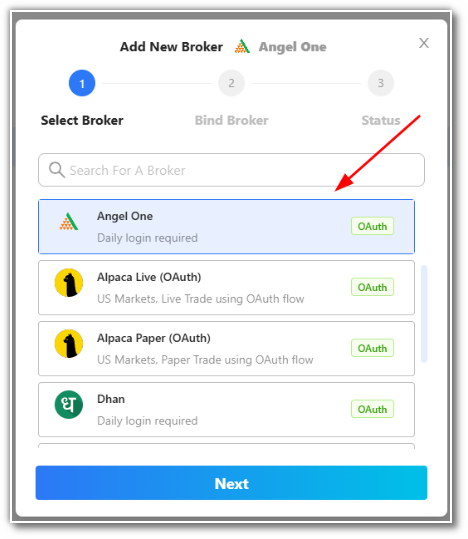 Add New Broker Angel One X
1 2 3
Select Broker Bind Broker Status
Search For A Broker
Angel One
Daily login required
OAuth
Alpaca Live (OAuth)
US Markets, Live Trade using OAuth flow
OAuth
Alpaca Paper (OAuth)
US Markets, Paper Trade using OAuth flow
OAuth
ध
Dhan
Daily login required
OAuth
Next